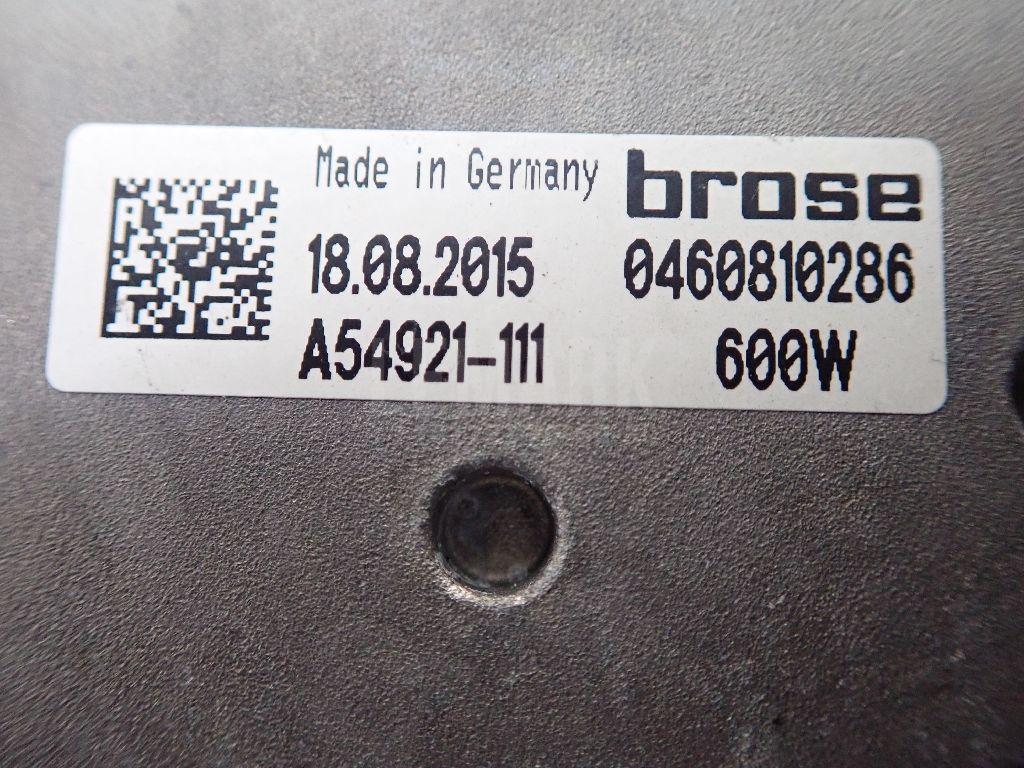 Made in Germany brose
18.08.2015 0460810286
A54921-111 600W